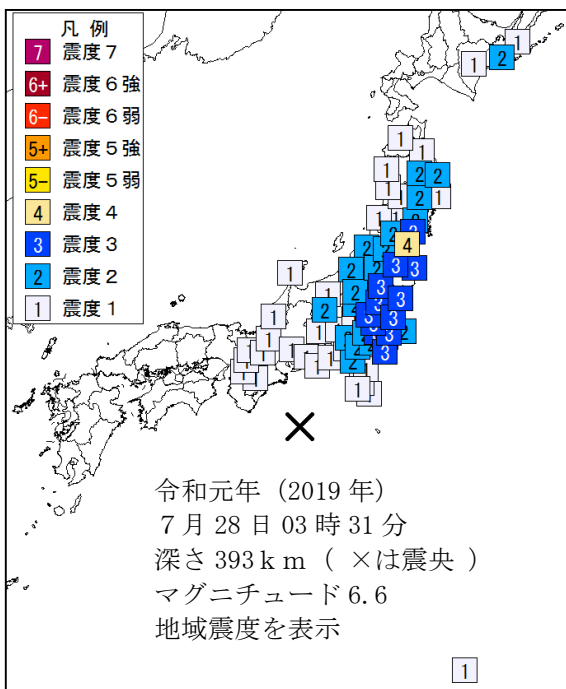 凡 例
7 震度７
6+ 震度６強
6- 震度６弱
5+ 震度５強
5- 震度５弱
4 震度４
3 震度３
2 震度２
1 震度１
令和元年（2019 年）
７月 28 日 03 時 31 分
深さ 393ｋｍ（ ×は震央 ）
マグニチュード 6.6
地域震度を表示